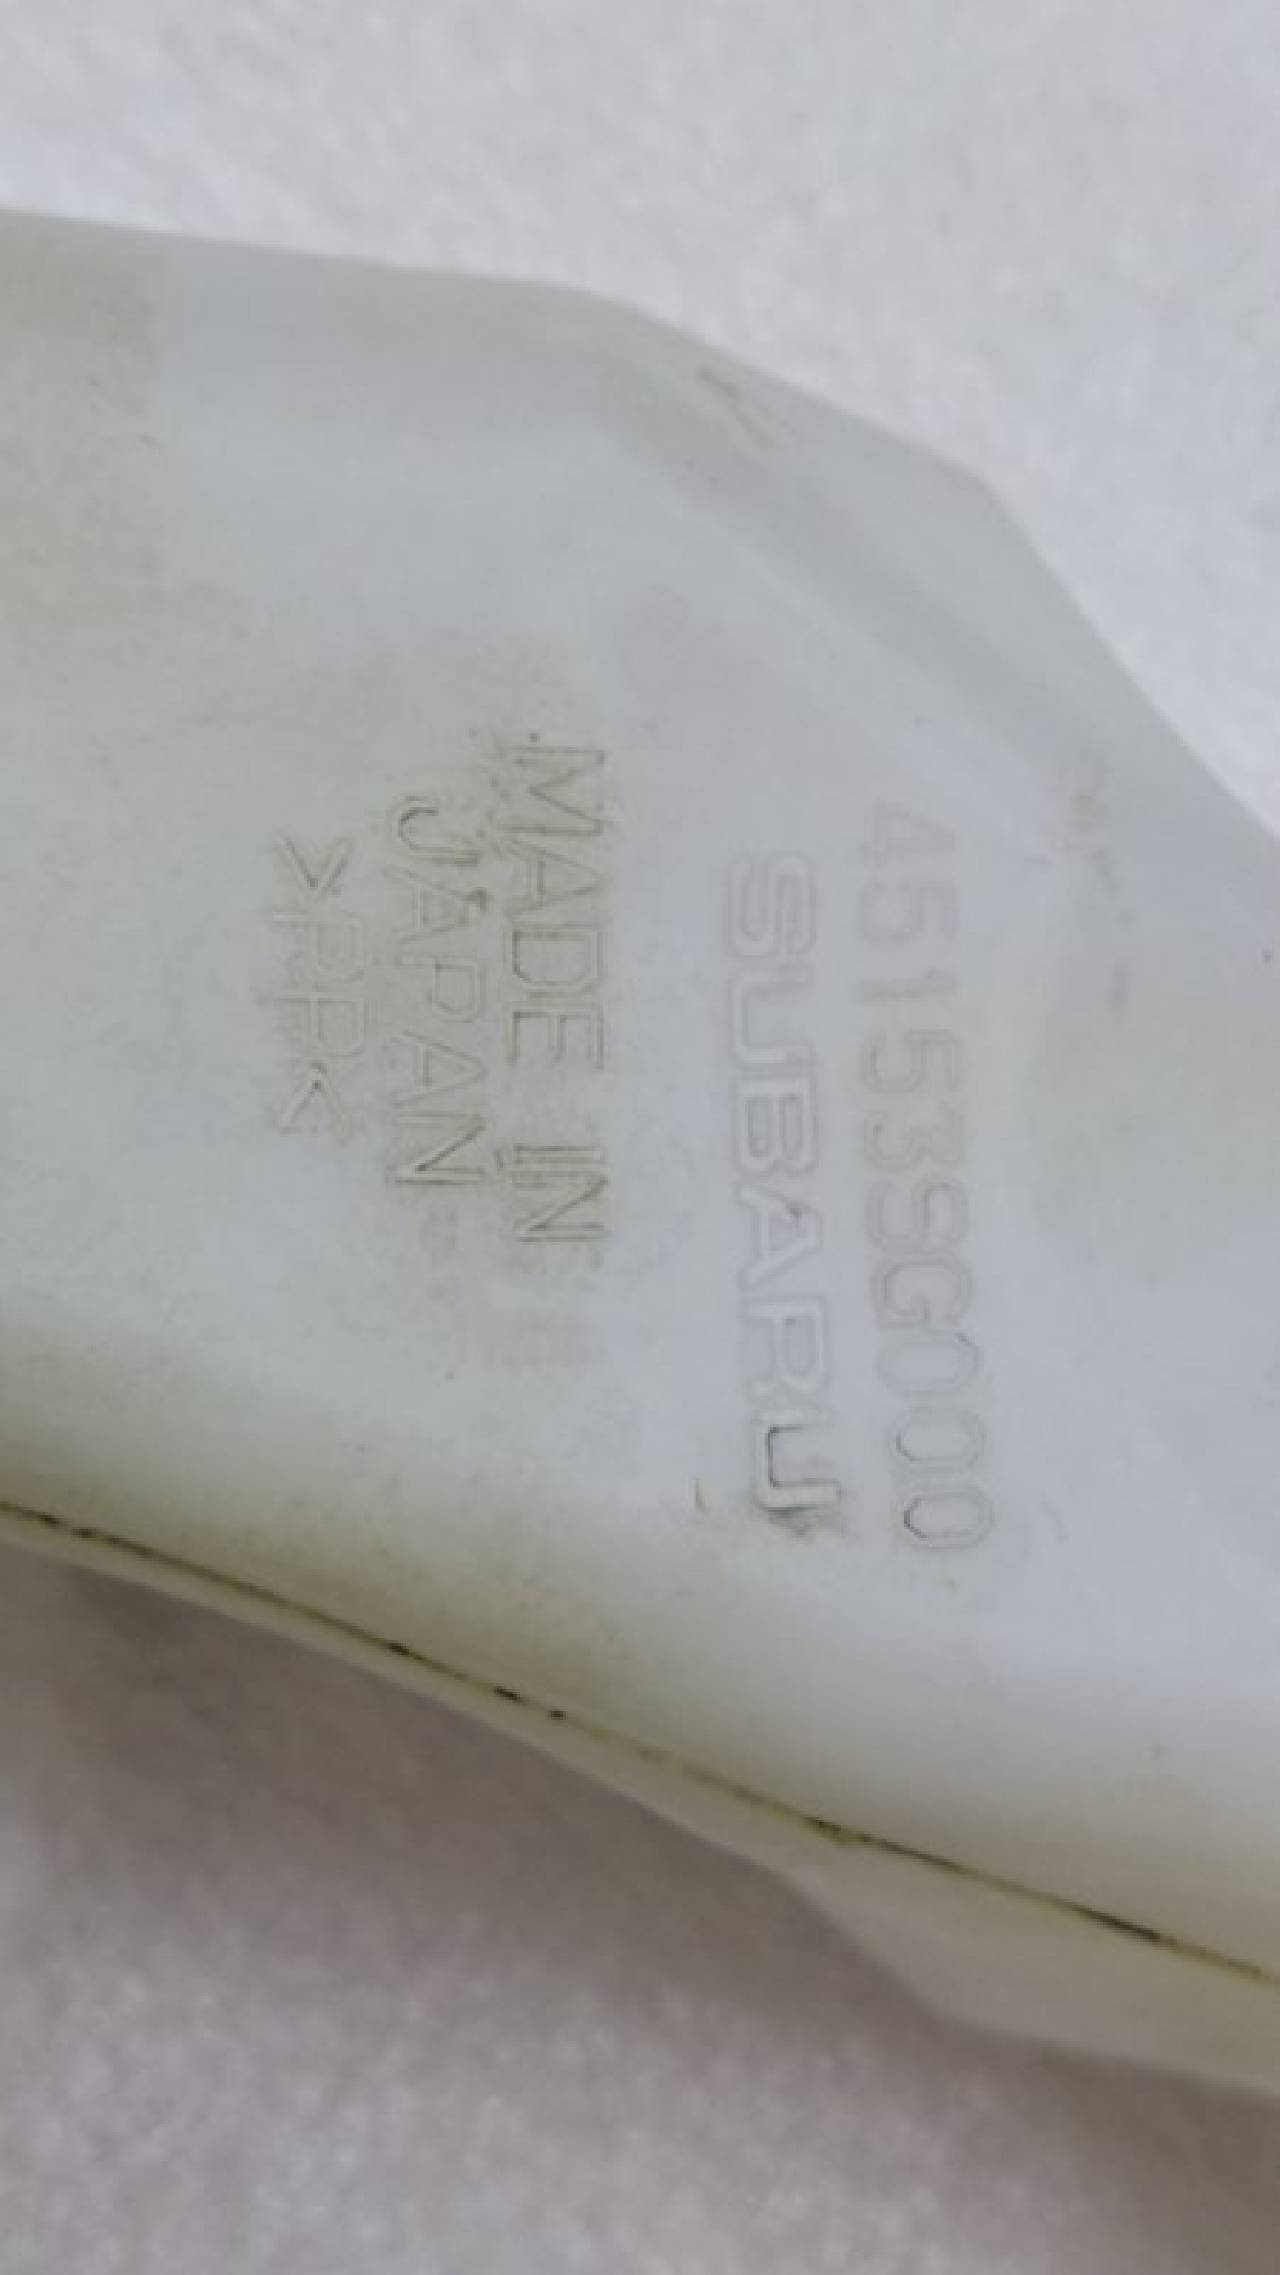 45153SG000
SUBARU
MADE IN
JAPAN
>PP<